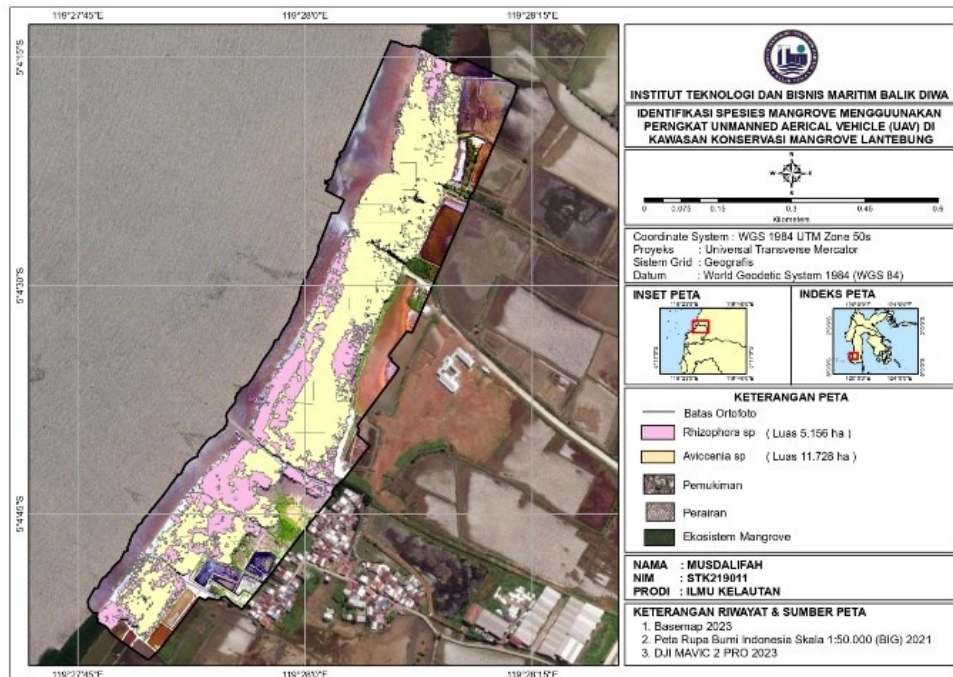 119°27'45"E 119°28'0"E 119°28'15"E
5°4'15"S
5°4'30"S
5°4'45"S
119°27'45"E 119°28'0"E 119°28'15"E
INSTITUT TEKNOLOGI DAN BISNIS MARITIM BALIK DIWA
IDENTIFIKASI SPESIES MANGROVE MENGGUUNAKAN
PERNGKAT UNMANNED AERICAL VEHICLE (UAV) DI
KAWASAN KONSERVASI MANGROVE LANTEBUNG
N
W E
S
0 0.075 0.15 0.3 0.45 0.6
Kilometers
Coordinate System : WGS 1984 UTM Zone 50s
Proyeks : Universal Transverse Mercator
Sistem Grid : Geografis
Datum : World Geodetic System 1984 (WGS 84)
INSET PETA INDEKS PETA
KETERANGAN PETA
Batas Ortofoto
Rhizophora sp ( Luas 5.156 ha )
Aviccenia sp ( Luas 11.728 ha )
Pemukiman
Perairan
Ekosistem Mangrove
NAMA : MUSDALIFAH
NIM : STK219011
PRODI : ILMU KELAUTAN
KETERANGAN RIWAYAT & SUMBER PETA
1. Basemap 2023
2. Peta Rupa Bumi Indonesia Skala 1:50.000 (BIG) 2021
3. DJI MAVIC 2 PRO 2023